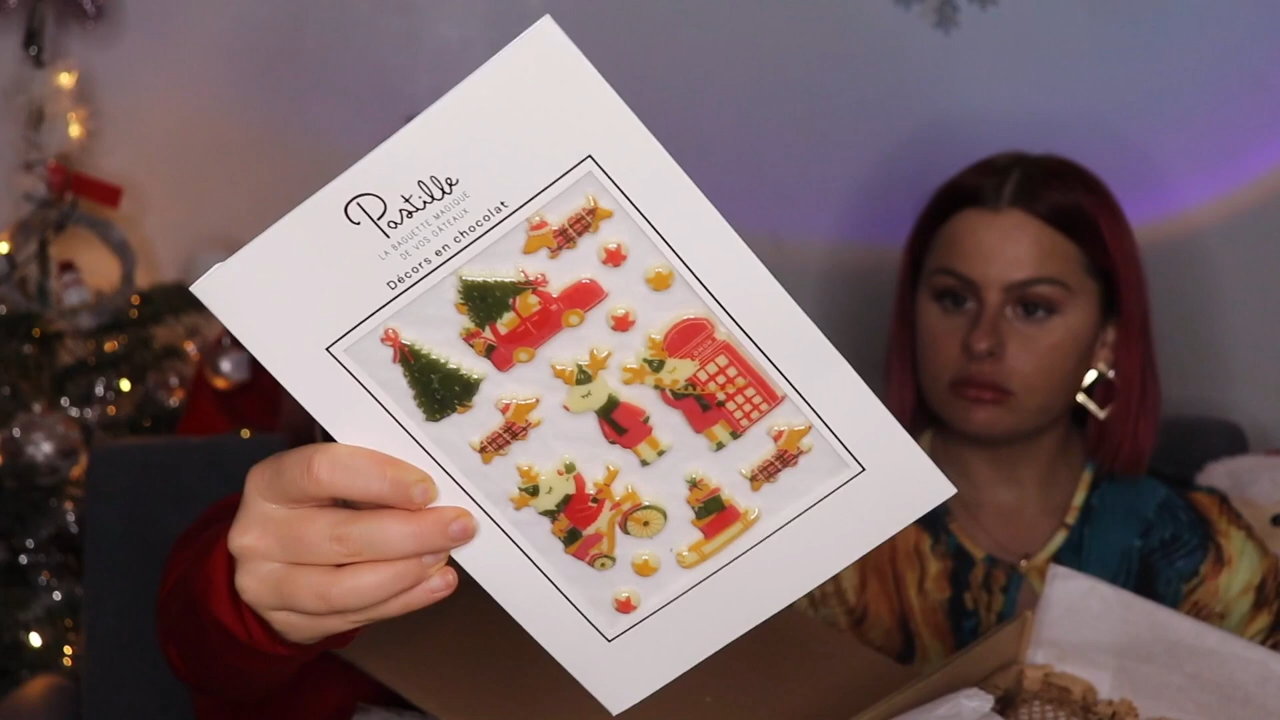 Pastille
LA BAGUETTE MAGIQUE
DE VOS GÂTEAUX
Décors en chocolat